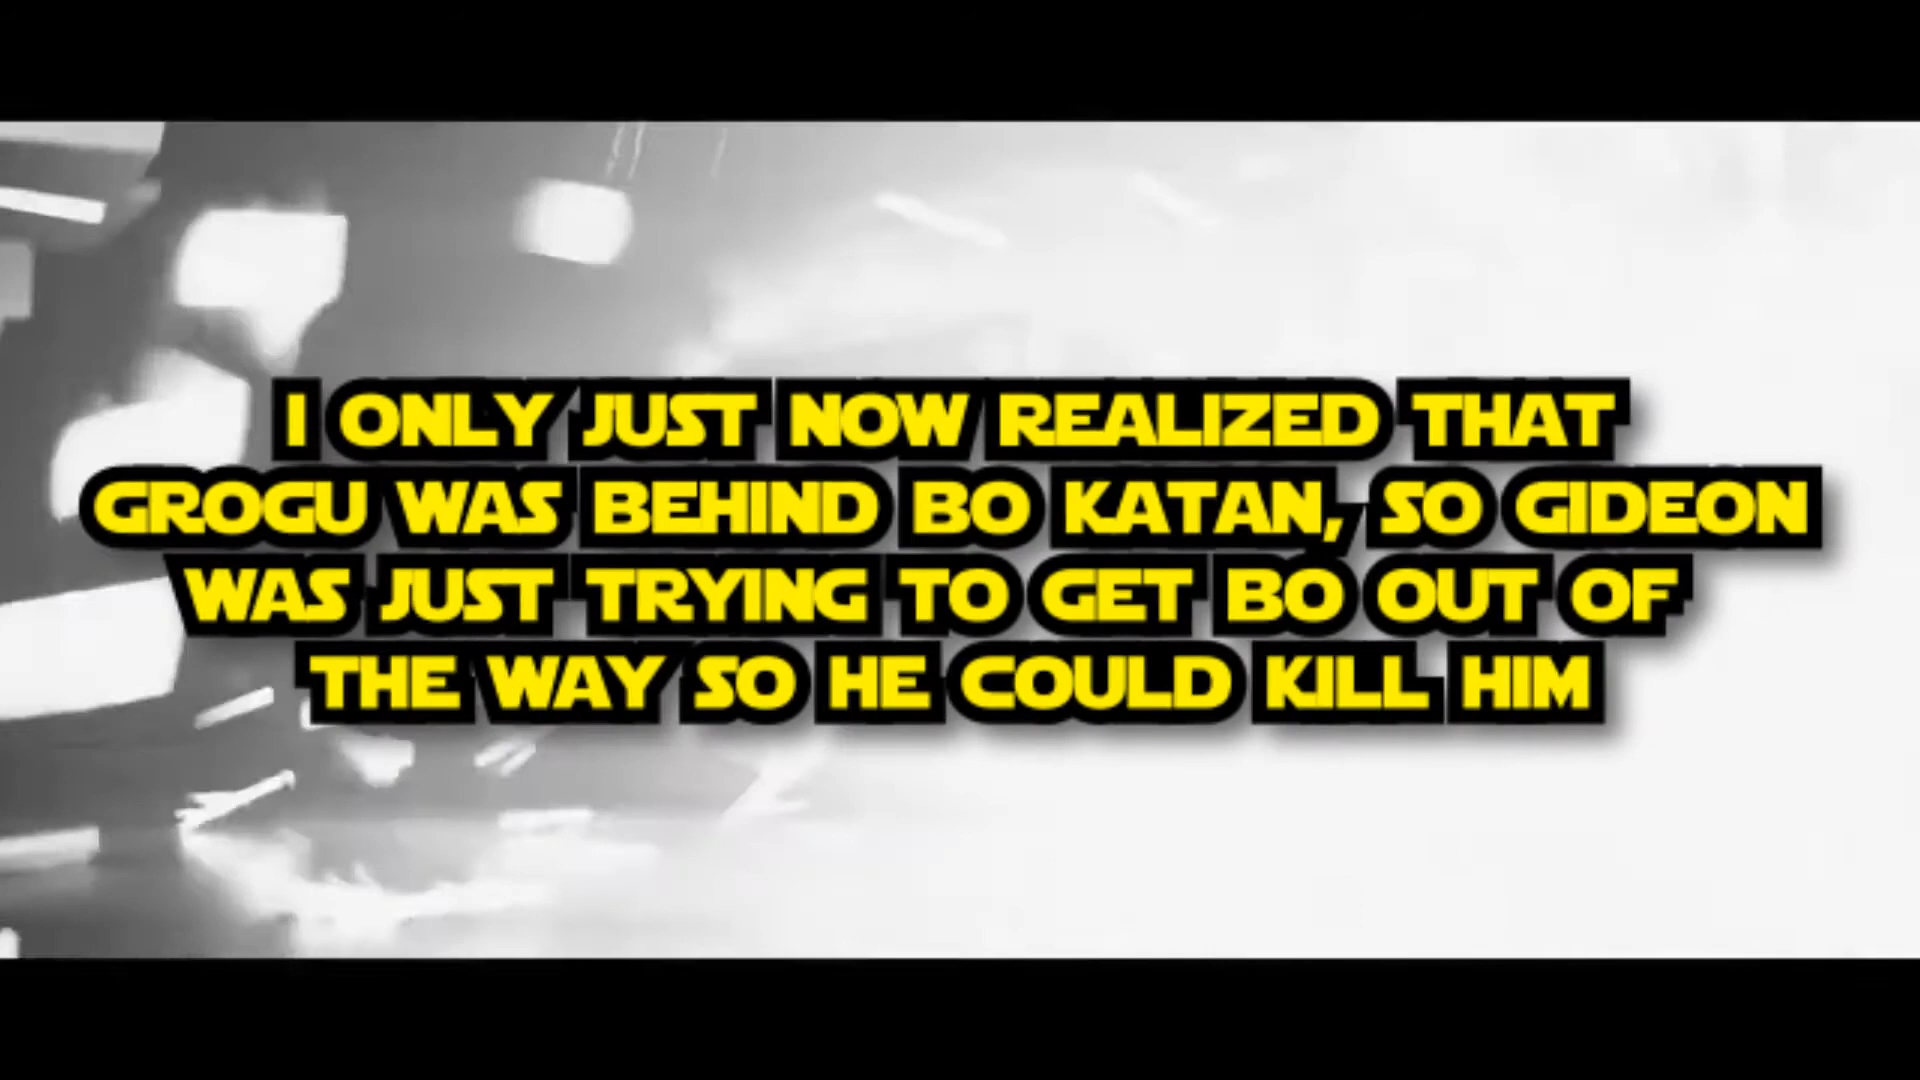 I ONLY JUST NOW REALIZED THAT
GROGU WAS BEHIND BO KATAN, SO GIDEON
WAS JUST TRYING TO GET BO OUT OF
THE WAY SO HE COULD KILL HIM